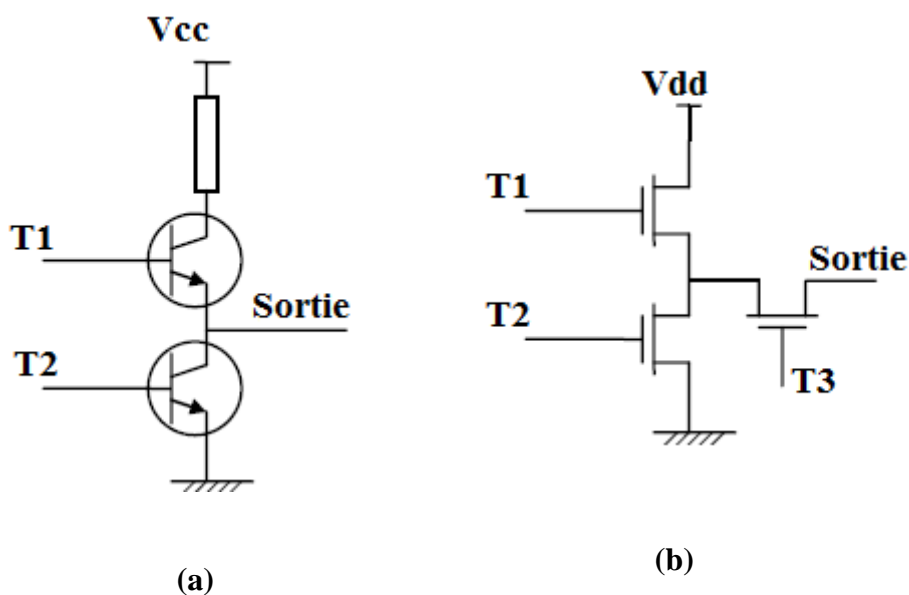 Vcc
T1
Sortie
T2
(a)
Vdd
T1
Sortie
T2
T3
(b)